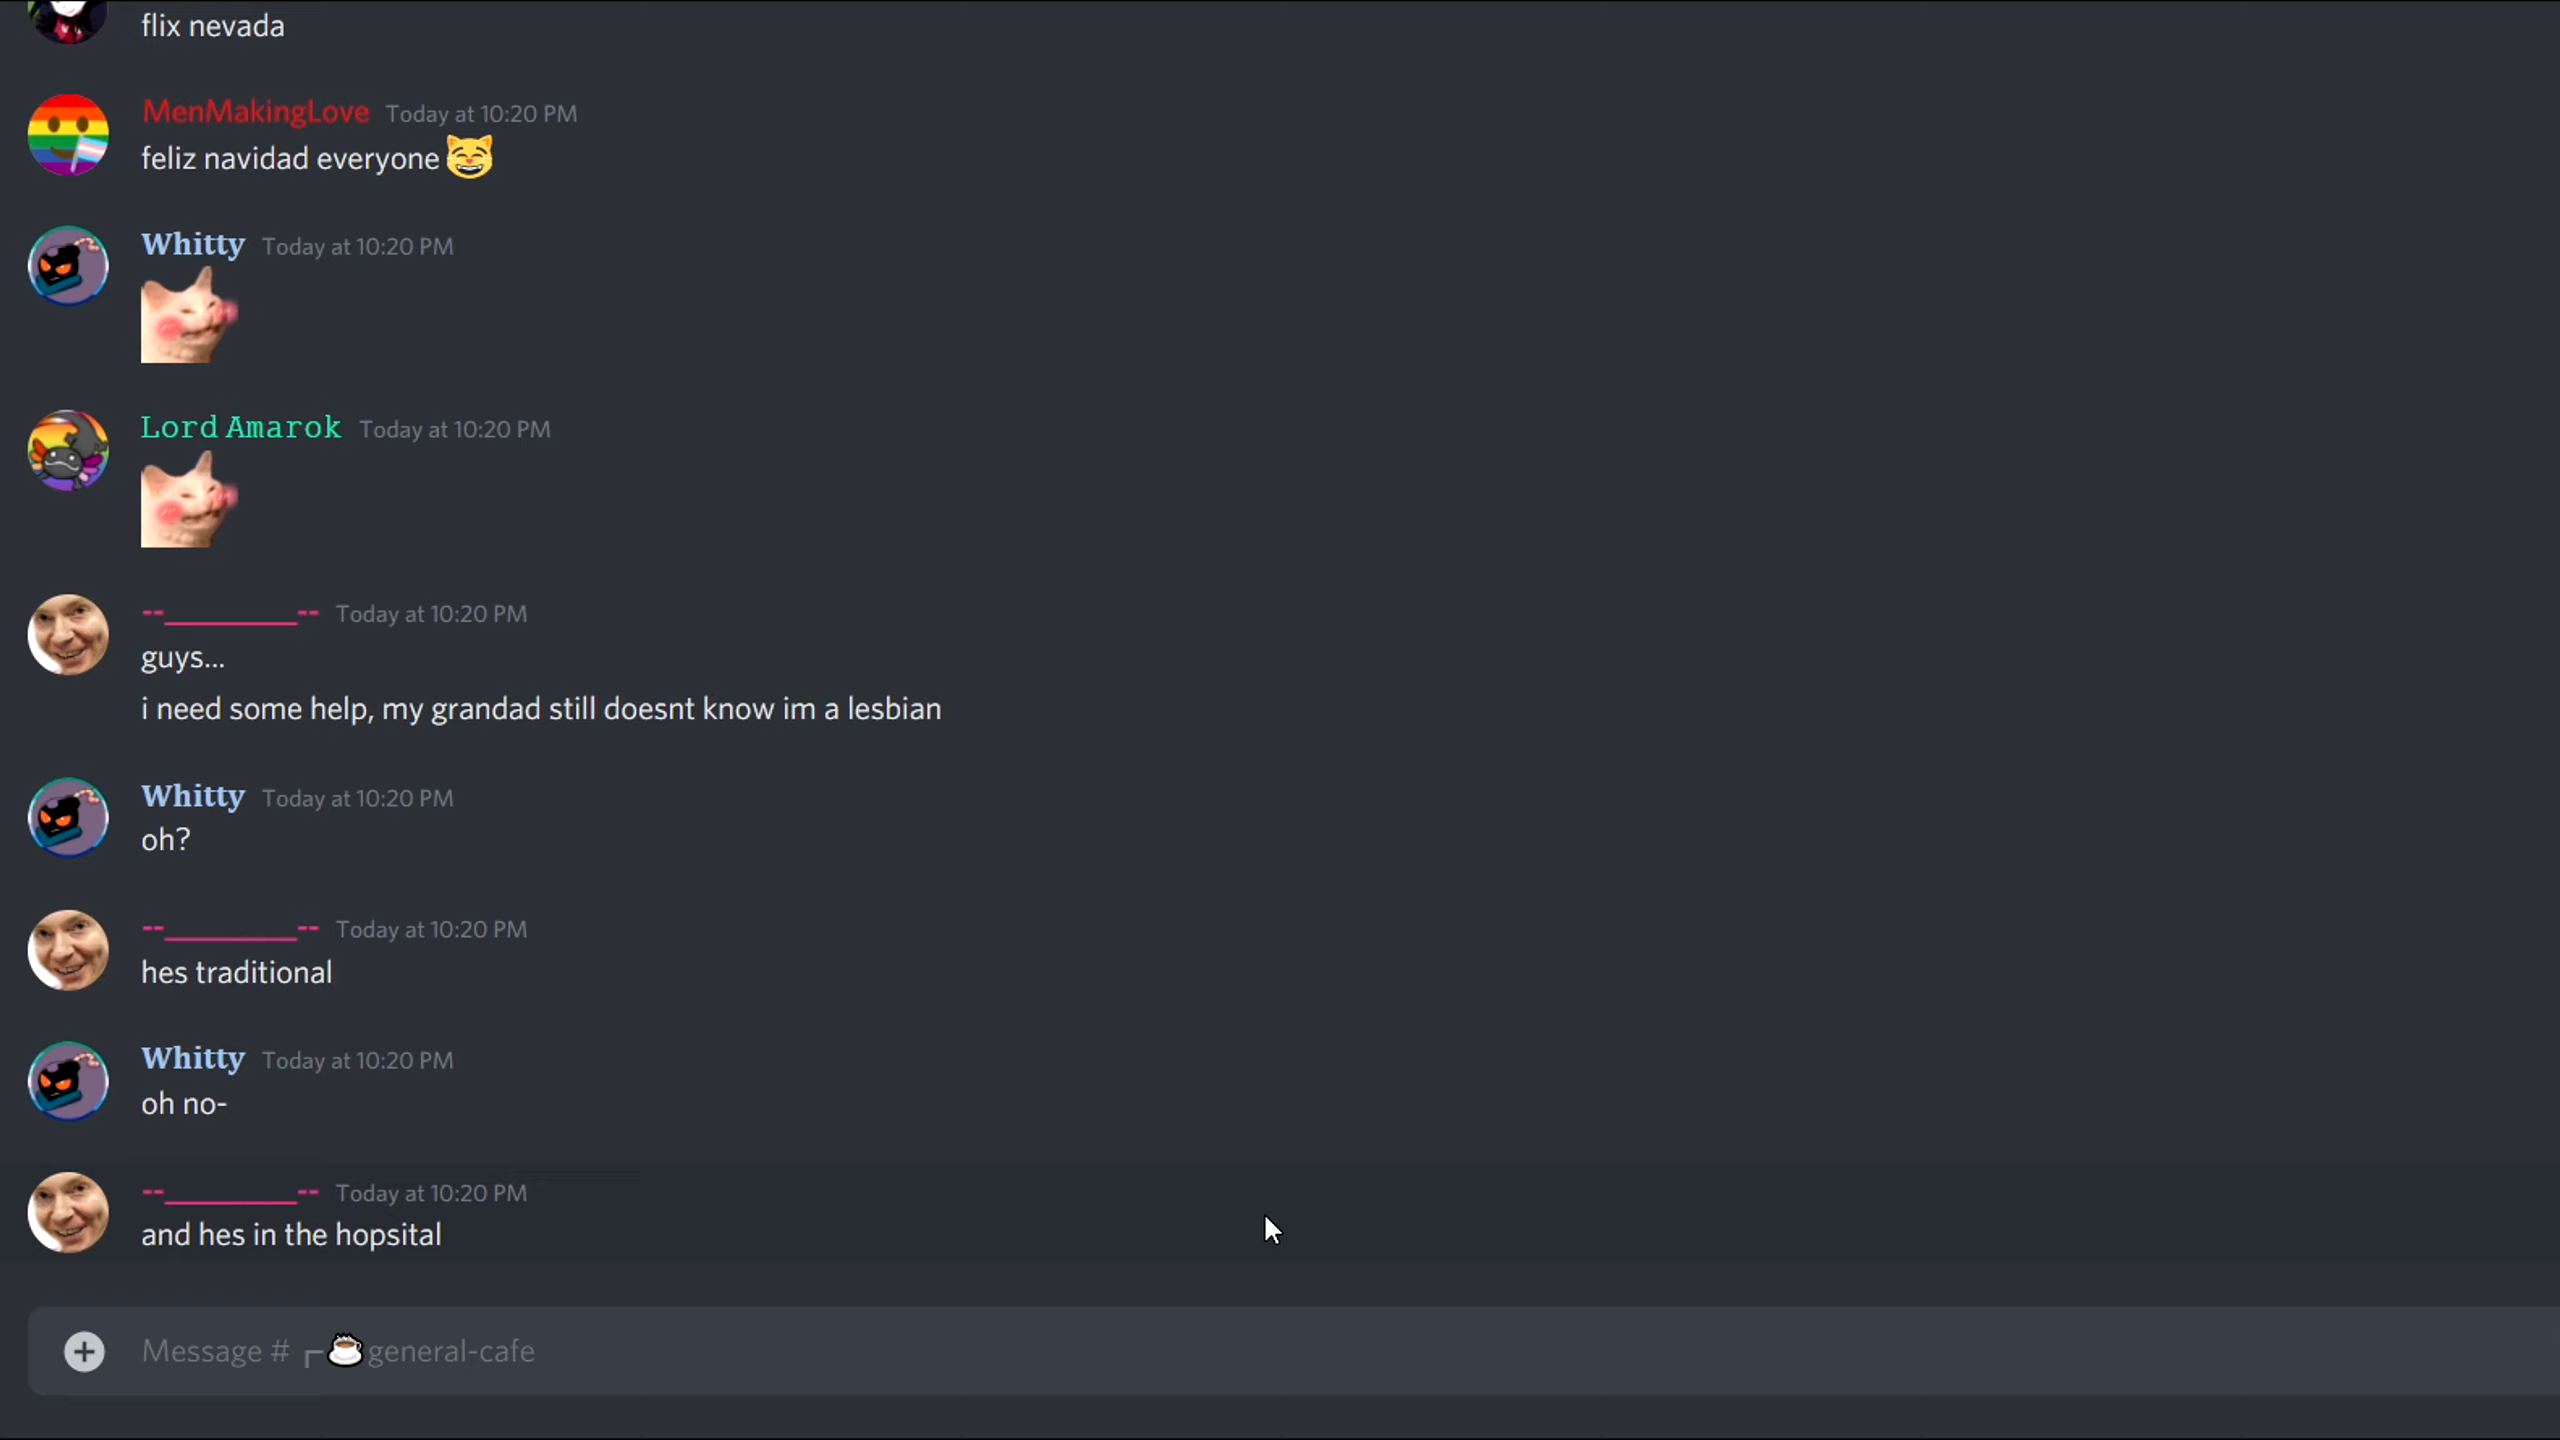 flix nevada
MenMakingLove Today at 10:20 PM
feliz navidad everyone 😸
Whitty Today at 10:20 PM
Lord Amarok Today at 10:20 PM
--________-- Today at 10:20 PM
guys...
i need some help, my grandad still doesnt know im a lesbian
Whitty Today at 10:20 PM
oh?
--________-- Today at 10:20 PM
hes traditional
Whitty Today at 10:20 PM
oh no-
--________-- Today at 10:20 PM
and hes in the hopsital
Message # ┌☕general-cafe